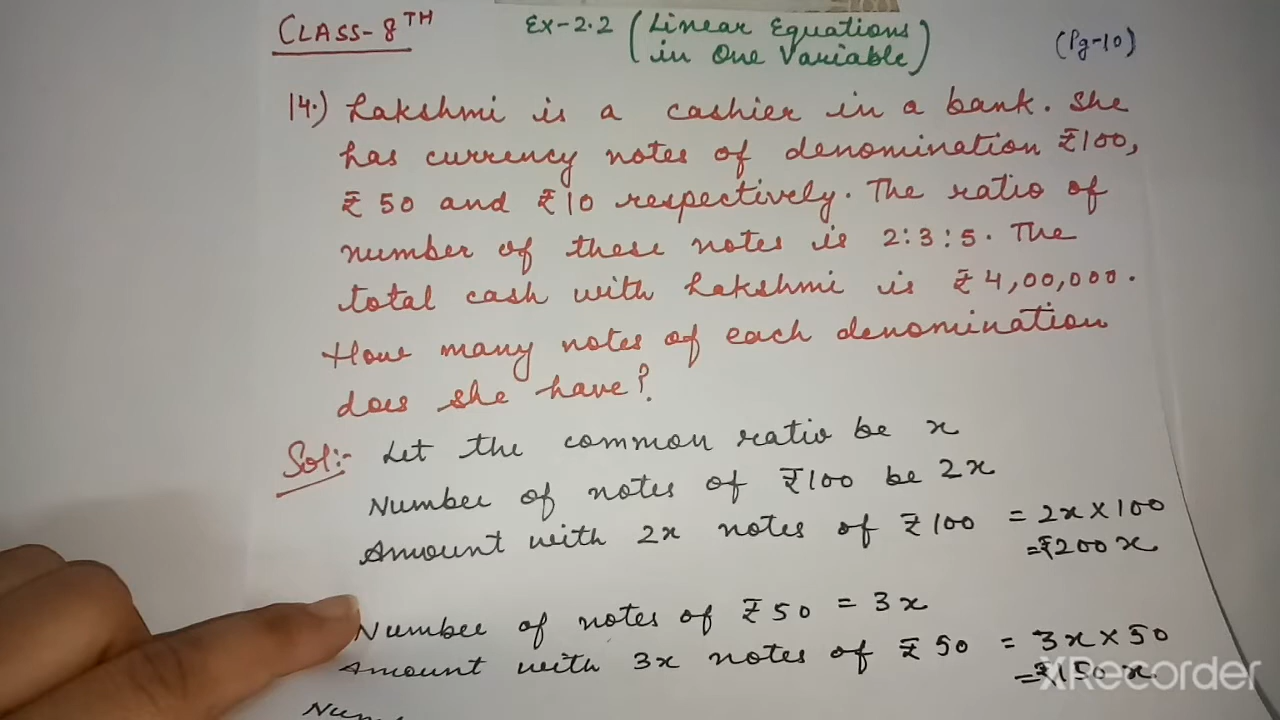 CLASS-8TH
Ex-2.2 (Linear Equations in One Variable)
(Pg-10)
14.) Lakshmi is a cashier in a bank. She
has currency notes of denomination ₹100,
₹50 and ₹10 respectively. The ratio of
number of these notes is 2:3:5. The
total cash with Lakshmi is ₹4,00,000.
How many notes of each denomination
does she have?
Sol:- Let the common ratio be x
Number of notes of ₹100 be 2x
Amount with 2x notes of ₹100 = 2x×100
=₹200x
Number of notes of ₹50 = 3x
Amount with 3x notes of ₹50 = 3x×50
=₹150x
XRecorder